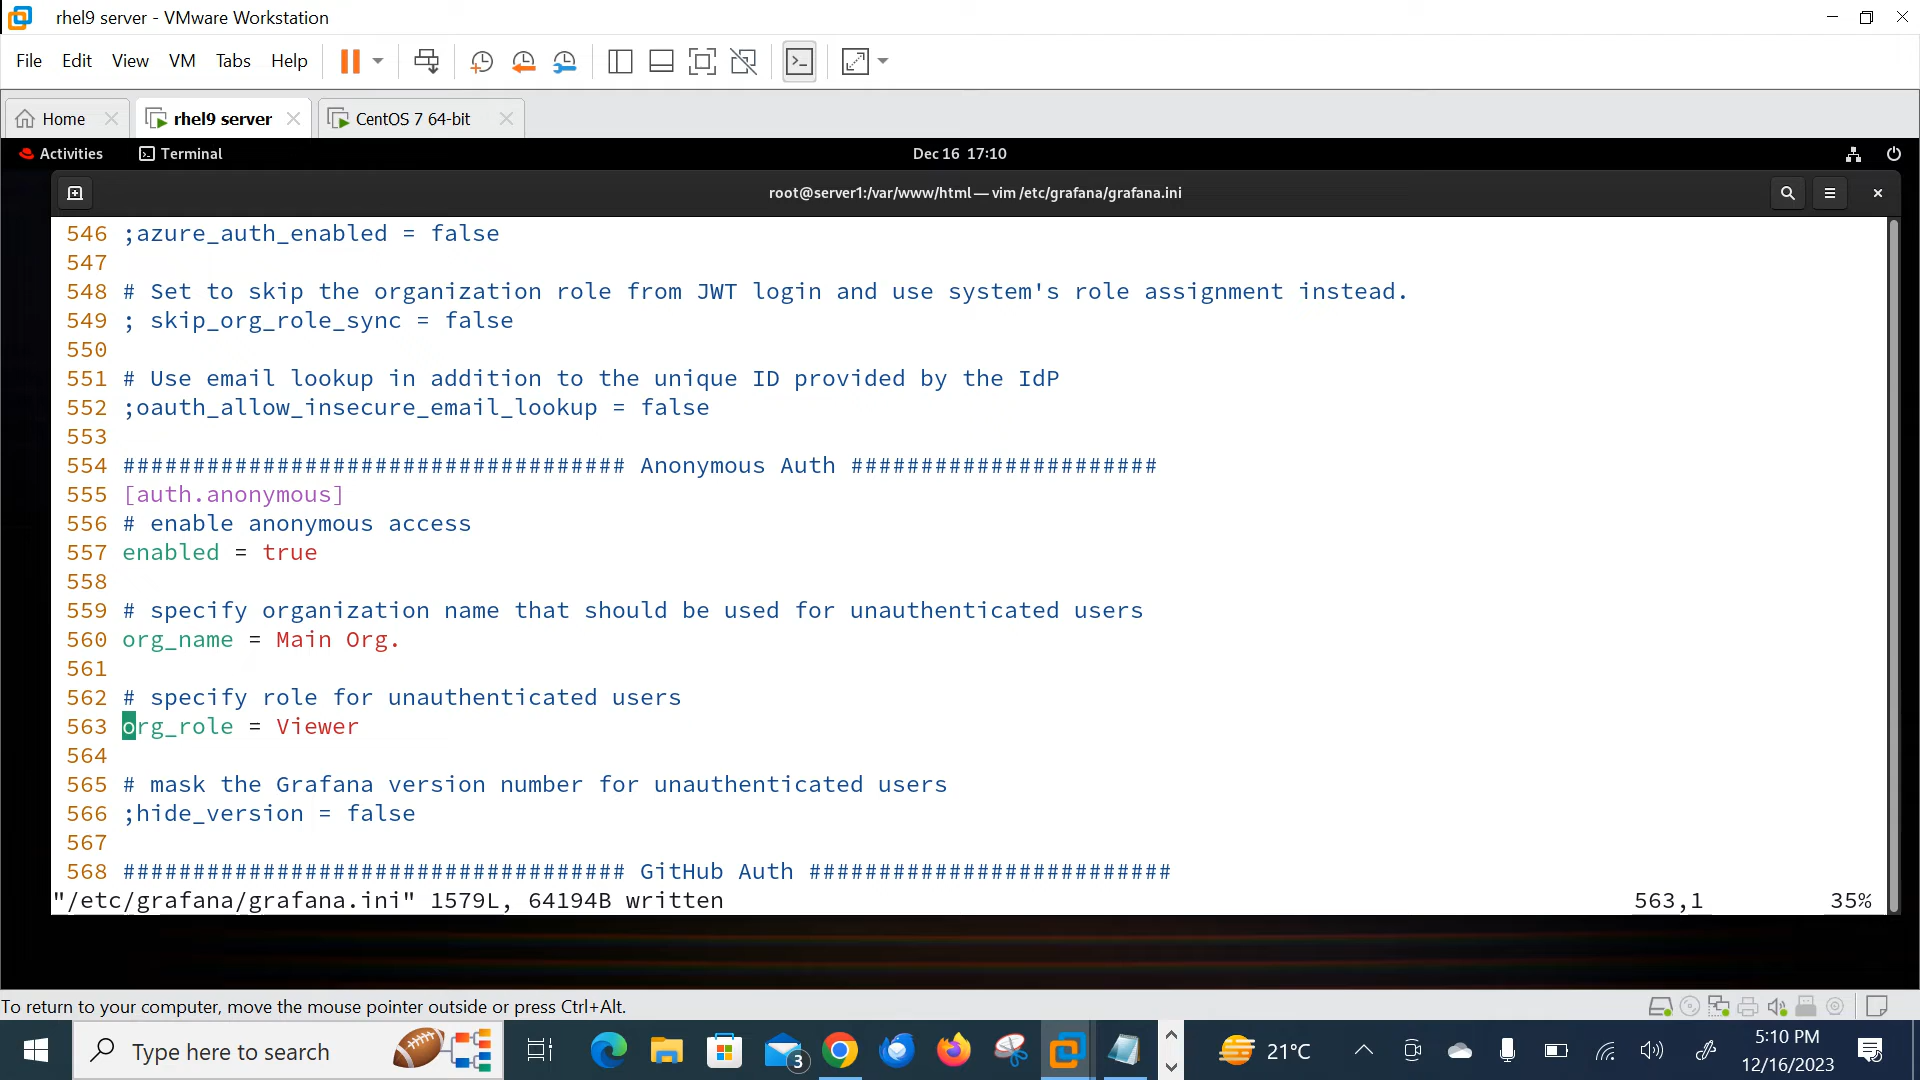 rhel9 server - VMware Workstation
File Edit View VM Tabs Help
Home rhel9 server CentOS 7 64-bit
Activities Terminal Dec 16 17:10
root@server1:/var/www/html — vim /etc/grafana/grafana.ini
546 ;azure_auth_enabled = false
547
548 # Set to skip the organization role from JWT login and use system's role assignment instead.
549 ; skip_org_role_sync = false
550
551 # Use email lookup in addition to the unique ID provided by the IdP
552 ;oauth_allow_insecure_email_lookup = false
553
554 #################################### Anonymous Auth ######################
555 [auth.anonymous]
556 # enable anonymous access
557 enabled = true
558
559 # specify organization name that should be used for unauthenticated users
560 org_name = Main Org.
561
562 # specify role for unauthenticated users
563 org_role = Viewer
564
565 # mask the Grafana version number for unauthenticated users
566 ;hide_version = false
567
568 #################################### GitHub Auth ##########################
"/etc/grafana/grafana.ini" 1579L, 64194B written 563,1 35%
To return to your computer, move the mouse pointer outside or press Ctrl+Alt.
Type here to search 3 21°C 5:10 PM
12/16/2023